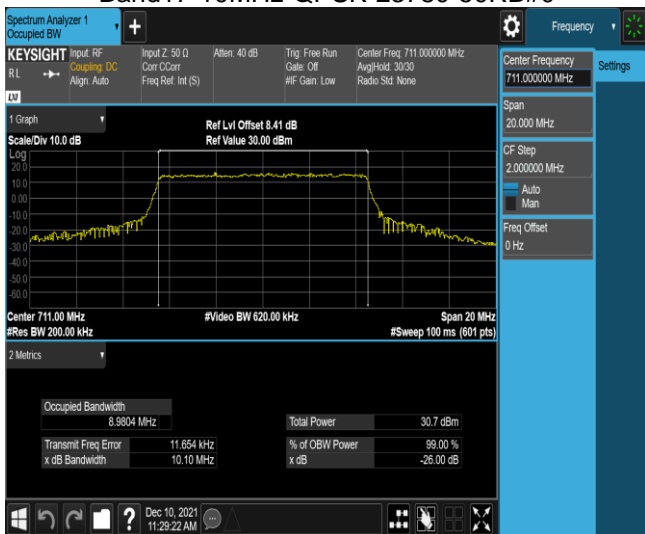 Spectrum Analyzer 1
Occupied BW
+
Frequency
KEYSIGHT
RL
Input: RF
Coupling: DC
Align: Auto
Input Z: 50 Ω
Corr CCorr
Freq Ref: Int (S)
Atten: 40 dB
Trig: Free Run
Gate: Off
#IF Gain: Low
Center Freq: 711.000000 MHz
Avg|Hold: 30/30
Radio Std: None
LXI
1 Graph
Scale/Div 10.0 dB
Ref Lvl Offset 8.41 dB
Ref Value 30.00 dBm
Log
20.0
10.0
0.00
-10.0
-20.0
-30.0
-40.0
-50.0
-60.0
Center 711.00 MHz
#Res BW 200.00 kHz
#Video BW 620.00 kHz
Span 20 MHz
#Sweep 100 ms (601 pts)
2 Metrics
Occupied Bandwidth
8.9804 MHz
Total Power 30.7 dBm
Transmit Freq Error 11.654 kHz
% of OBW Power 99.00 %
x dB Bandwidth 10.10 MHz
x dB -26.00 dB
Center Frequency
711.000000 MHz
Settings
Span
20.000 MHz
CF Step
2.000000 MHz
Auto
Man
Freq Offset
0 Hz
?
Dec 10, 2021
11:29:22 AM